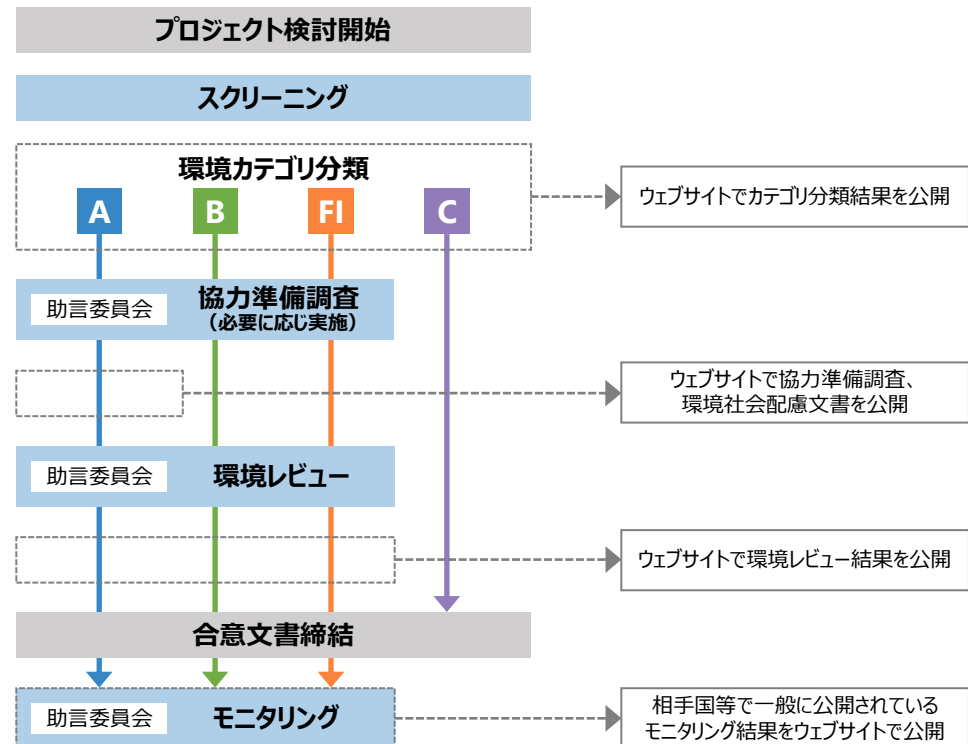 プロジェクト検討開始
スクリーニング
環境カテゴリ分類
A
B
FI
C
ウェブサイトでカテゴリ分類結果を公開
助言委員会
協力準備調査
（必要に応じ実施）
ウェブサイトで協力準備調査、
環境社会配慮文書を公開
助言委員会
環境レビュー
ウェブサイトで環境レビュー結果を公開
合意文書締結
助言委員会
モニタリング
相手国等で一般に公開されている
モニタリング結果をウェブサイトで公開